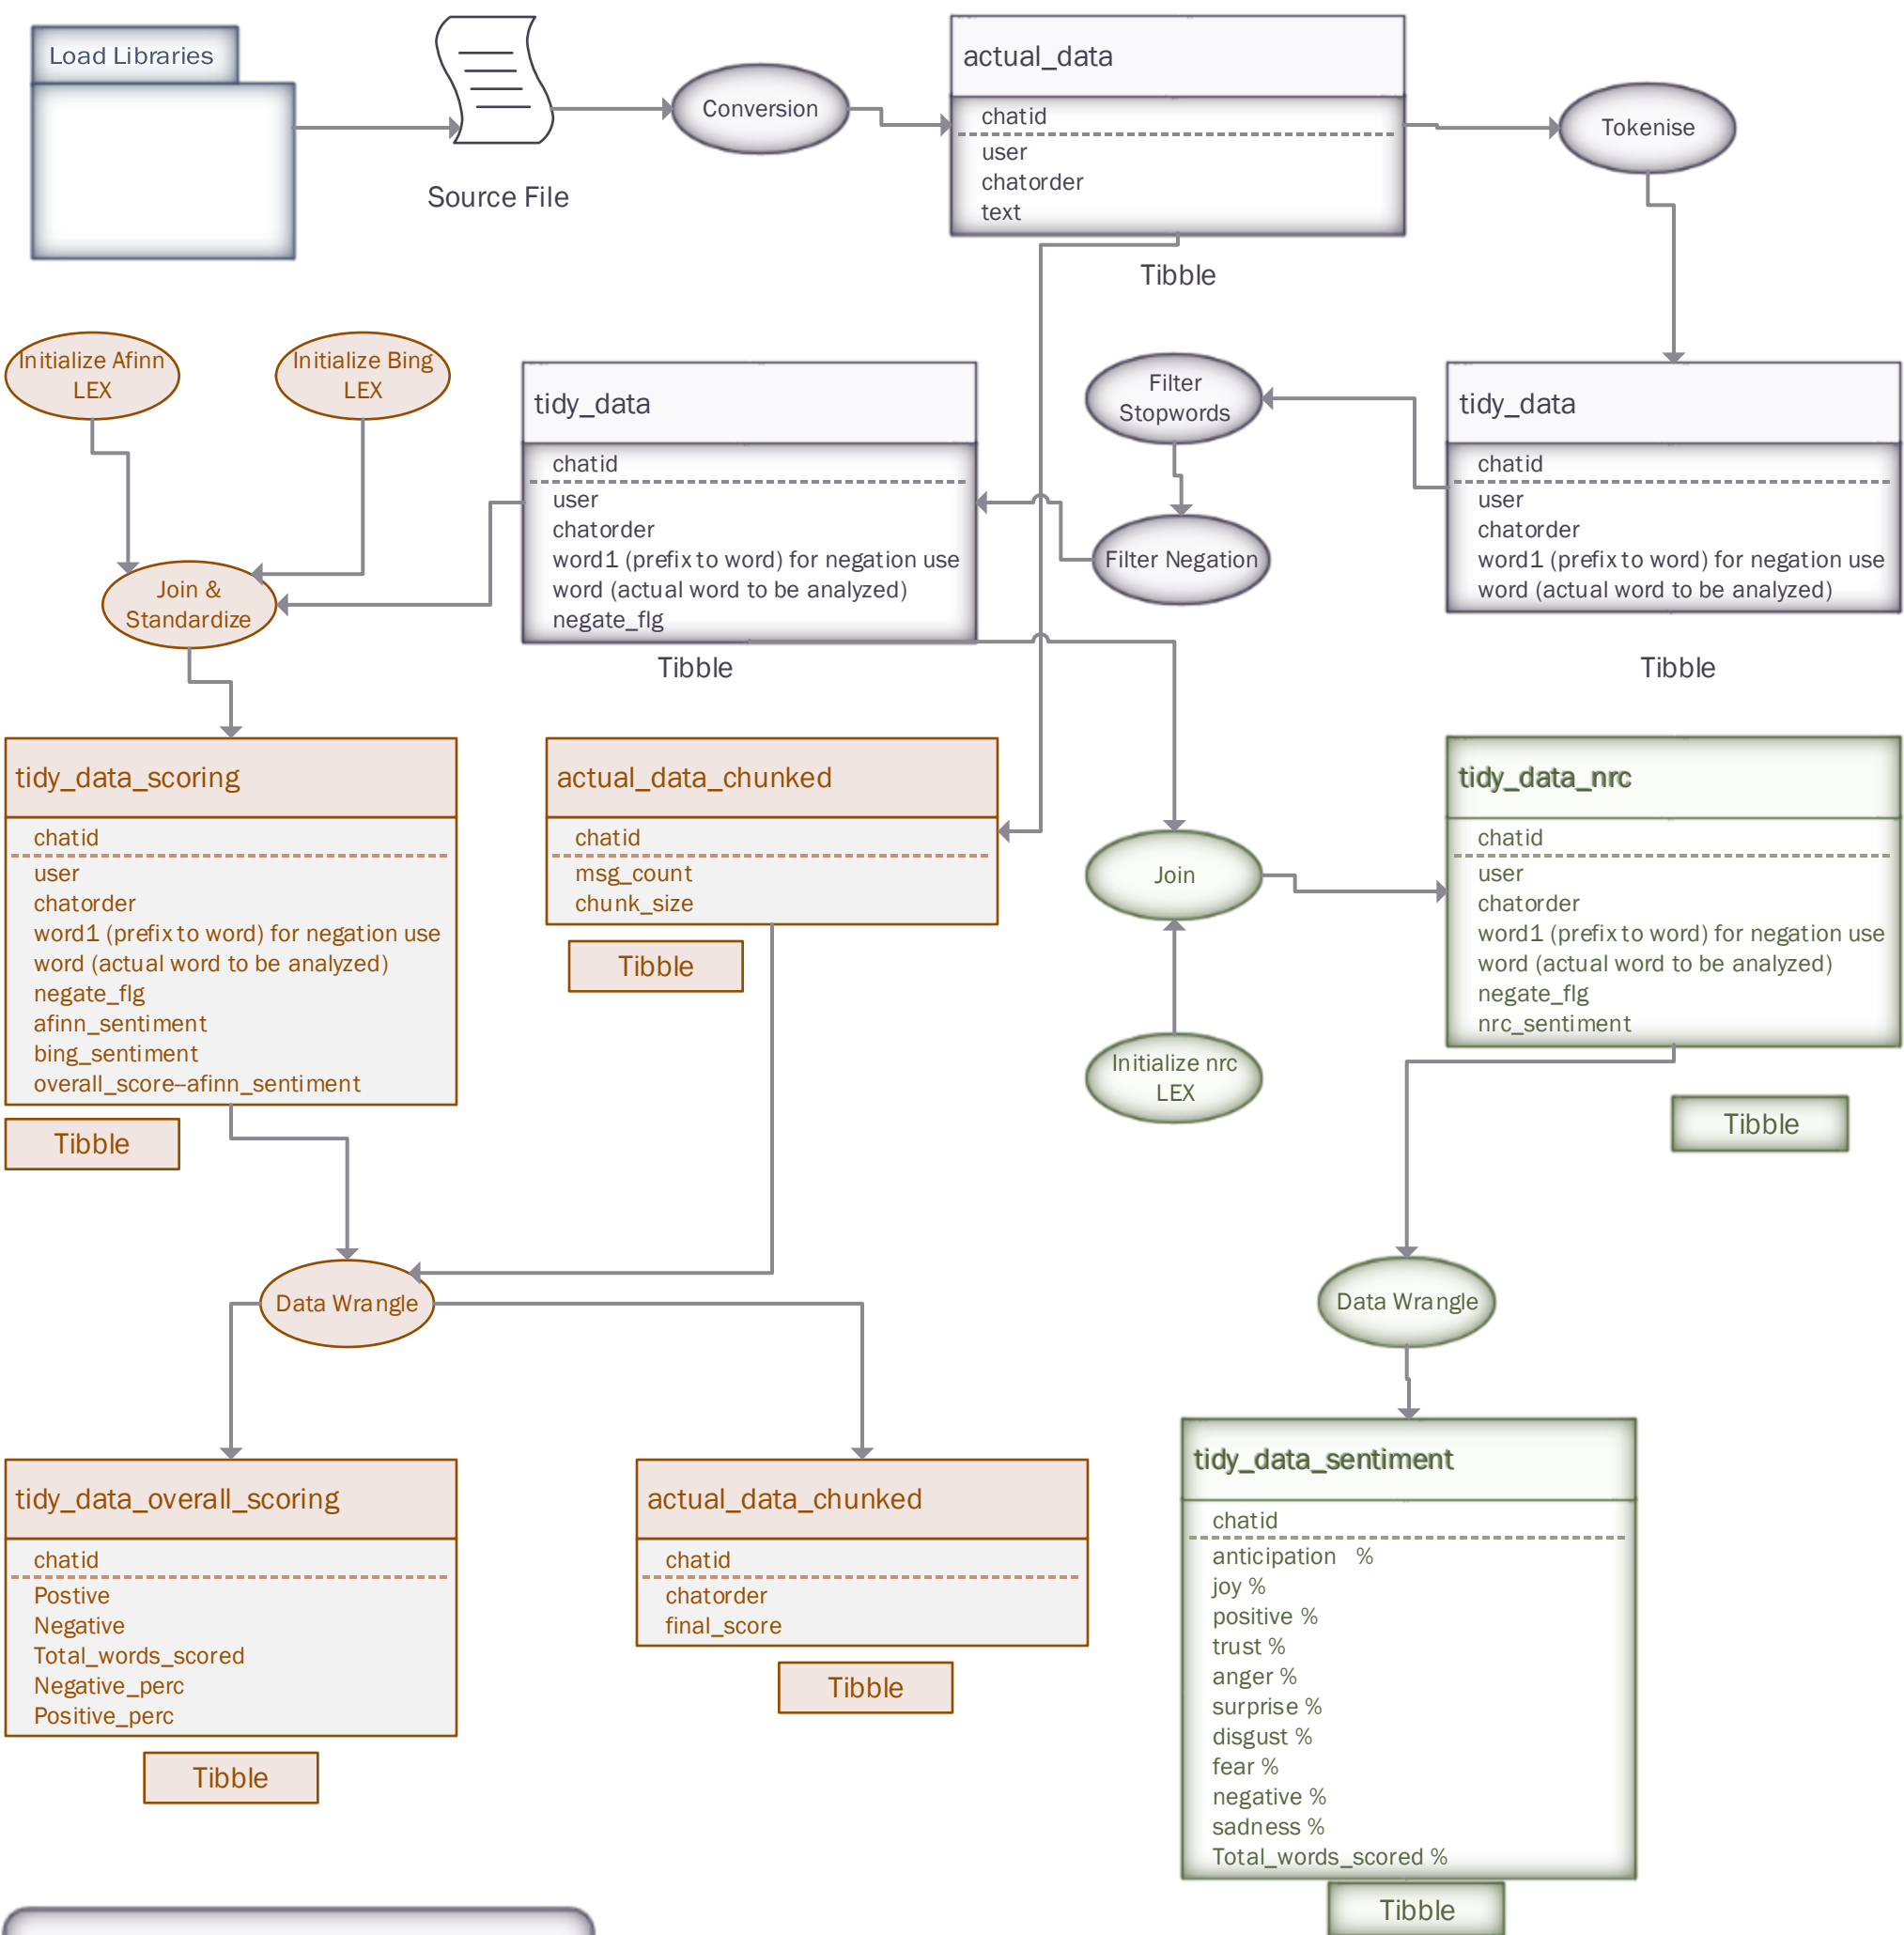 Load Libraries
Source File
Conversion
actual_data
chatid
user
chatorder
text
Tibble
Tokenise
Initialize Afinn
LEX
Initialize Bing
LEX
tidy_data
chatid
user
chatorder
word1 (prefix to word) for negation use
word (actual word to be analyzed)
negate_flg
Tibble
Filter
Stopwords
Filter Negation
tidy_data
chatid
user
chatorder
word1 (prefix to word) for negation use
word (actual word to be analyzed)
Tibble
Join &
Standardize
tidy_data_scoring
chatid
user
chatorder
word1 (prefix to word) for negation use
word (actual word to be analyzed)
negate_flg
afinn_sentiment
bing_sentiment
overall_score–afinn_sentiment
Tibble
actual_data_chunked
chatid
msg_count
chunk_size
Tibble
Join
Initialize nrc
LEX
tidy_data_nrc
chatid
user
chatorder
word1 (prefix to word) for negation use
word (actual word to be analyzed)
negate_flg
nrc_sentiment
Tibble
Data Wrangle
Data Wrangle
tidy_data_overall_scoring
chatid
Postive
Negative
Total_words_scored
Negative_perc
Positive_perc
Tibble
actual_data_chunked
chatid
chatorder
final_score
Tibble
tidy_data_sentiment
chatid
anticipation %
joy %
positive %
trust %
anger %
surprise %
disgust %
fear %
negative %
sadness %
Total_words_scored %
Tibble